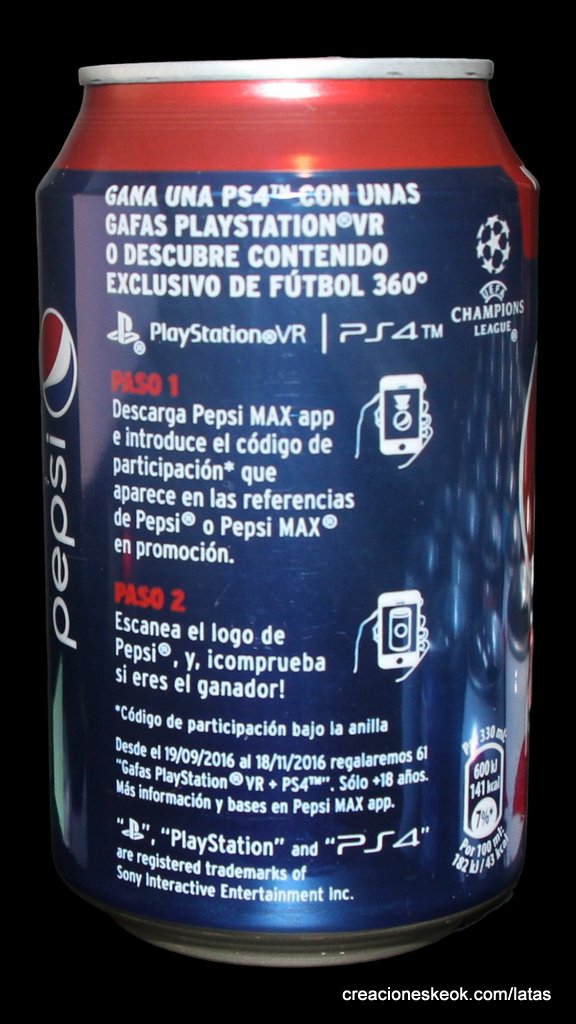 GANA UNA PS4™ CON UNAS
GAFAS PLAYSTATION®VR
O DESCUBRE CONTENIDO
EXCLUSIVO DE FÚTBOL 360°
UEFA
CHAMPIONS
LEAGUE®
PlayStation®VR | PS4™
pepsi
PASO 1
Descarga Pepsi MAX app
e introduce el código de
participación* que
aparece en las referencias
de Pepsi® o Pepsi MAX®
en promoción.
PASO 2
Escanea el logo de
Pepsi®, y, ¡comprueba
si eres el ganador!
*Código de participación bajo la anilla
Desde el 19/09/2016 al 18/11/2016 regalaremos 61
"Gafas PlayStation®VR + PS4™". Sólo +18 años.
Más información y bases en Pepsi MAX app.
" ", "PlayStation" and "PS4"
are registered trademarks of
Sony Interactive Entertainment Inc.
Por 330 ml:
600 kJ
141 kcal
7%*
Por 100 ml:
182 kJ / 43 kcal
creacioneskeok.com/latas